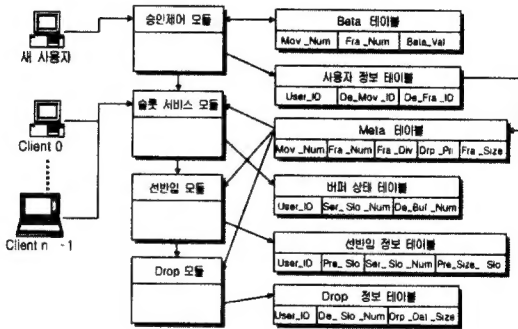 새 사용자
Client 0
Client n -1
승인제어 모듈
슬롯 서비스 모듈
선반입 모듈
Drop 모듈
Beta 테이블
Mov_Num Fra_Num Beta_Val
사용자 정보 테이블
User_ID De_Mov_ID De_Fra_ID
Meta 테이블
Mov_Num Fra_Num Fra_Div Drp_Pri Fra_Size
버퍼 상태 테이블
User_ID Ser_Slo_Num De_Buf_Num
선반입 정보 테이블
User_ID Pre_Slo Ser_Slo_Num Pre_Size_Slo
Drop 정보 테이블
User_ID De_Slo_Num Drp_Dat_Size